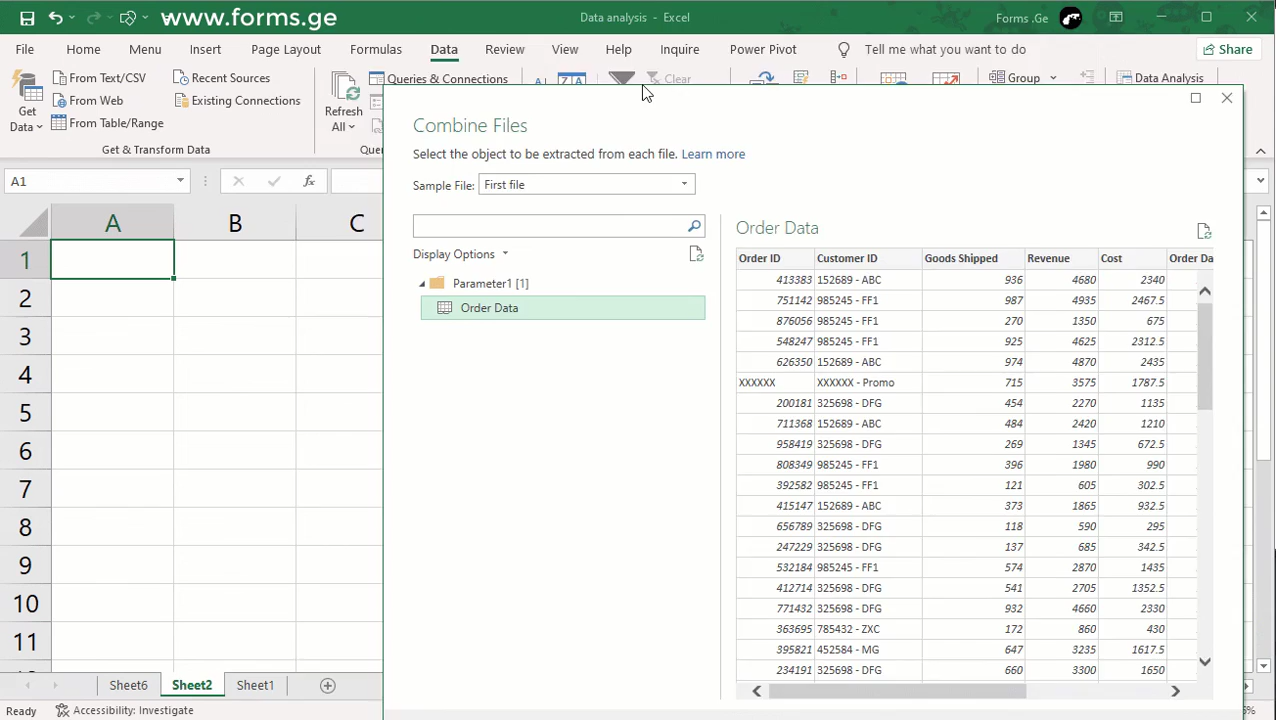 www.forms.ge
Data analysis - Excel
Forms .Ge
File Home Menu Insert Page Layout Formulas Data Review View Help Inquire Power Pivot Tell me what you want to do Share
Get Data
From Text/CSV
From Web
From Table/Range
Recent Sources
Existing Connections
Get & Transform Data
Refresh All
Queries & Connections
Clear
Group
Data Analysis
A1
A B C
1
2
3
4
5
6
7
8
9
10
11
Combine Files
Select the object to be extracted from each file. Learn more
Sample File: First file
Display Options
Parameter1 [1]
Order Data
Order Data
Order ID Customer ID Goods Shipped Revenue Cost Order Da
413383 152689 - ABC 936 4680 2340
751142 985245 - FF1 987 4935 2467.5
876056 985245 - FF1 270 1350 675
548247 985245 - FF1 925 4625 2312.5
626350 152689 - ABC 974 4870 2435
XXXXXX XXXXXX - Promo 715 3575 1787.5
200181 325698 - DFG 454 2270 1135
711368 152689 - ABC 484 2420 1210
958419 325698 - DFG 269 1345 672.5
808349 985245 - FF1 396 1980 990
392582 985245 - FF1 121 605 302.5
415147 152689 - ABC 373 1865 932.5
656789 325698 - DFG 118 590 295
247229 325698 - DFG 137 685 342.5
532184 985245 - FF1 574 2870 1435
412714 325698 - DFG 541 2705 1352.5
771432 325698 - DFG 932 4660 2330
363695 785432 - ZXC 172 860 430
395821 452584 - MG 647 3235 1617.5
234191 325698 - DFG 660 3300 1650
Sheet6 Sheet2 Sheet1
Ready Accessibility: Investigate